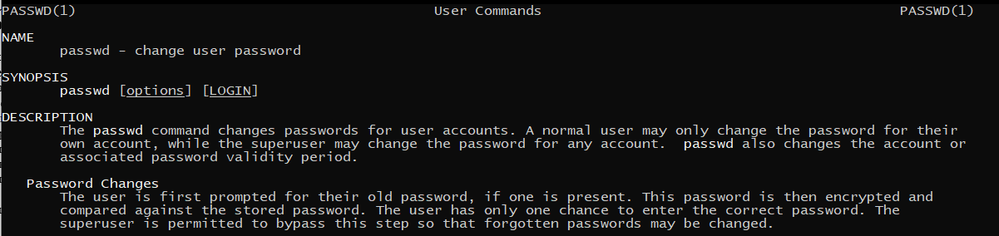 PASSWD(1) User Commands PASSWD(1)
NAME
passwd - change user password
SYNOPSIS
passwd [options] [LOGIN]
DESCRIPTION
The passwd command changes passwords for user accounts. A normal user may only change the password for their
own account, while the superuser may change the password for any account.  passwd also changes the account or
associated password validity period.
Password Changes
The user is first prompted for their old password, if one is present. This password is then encrypted and
compared against the stored password. The user has only one chance to enter the correct password. The
superuser is permitted to bypass this step so that forgotten passwords may be changed.